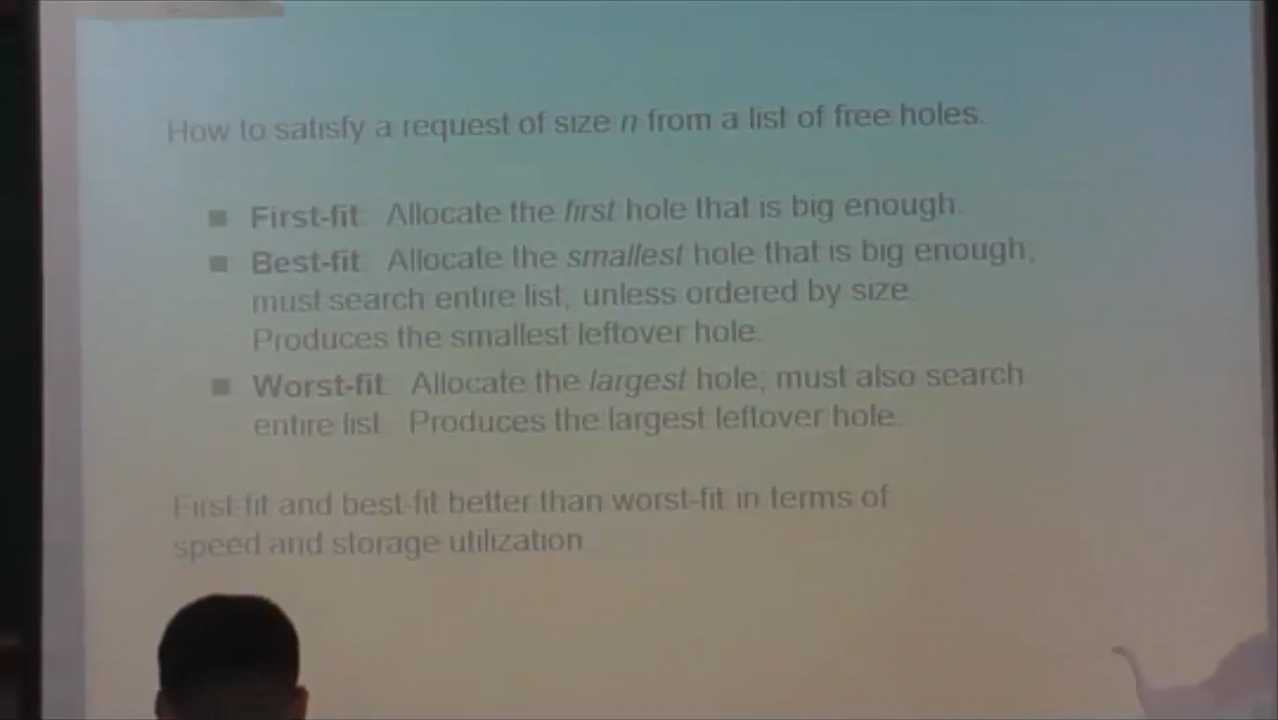 How to satisfy a request of size n from a list of free holes.
■ First-fit: Allocate the first hole that is big enough.
■ Best-fit: Allocate the smallest hole that is big enough;
must search entire list, unless ordered by size.
Produces the smallest leftover hole.
■ Worst-fit: Allocate the largest hole; must also search
entire list. Produces the largest leftover hole.
First-fit and best-fit better than worst-fit in terms of
speed and storage utilization.